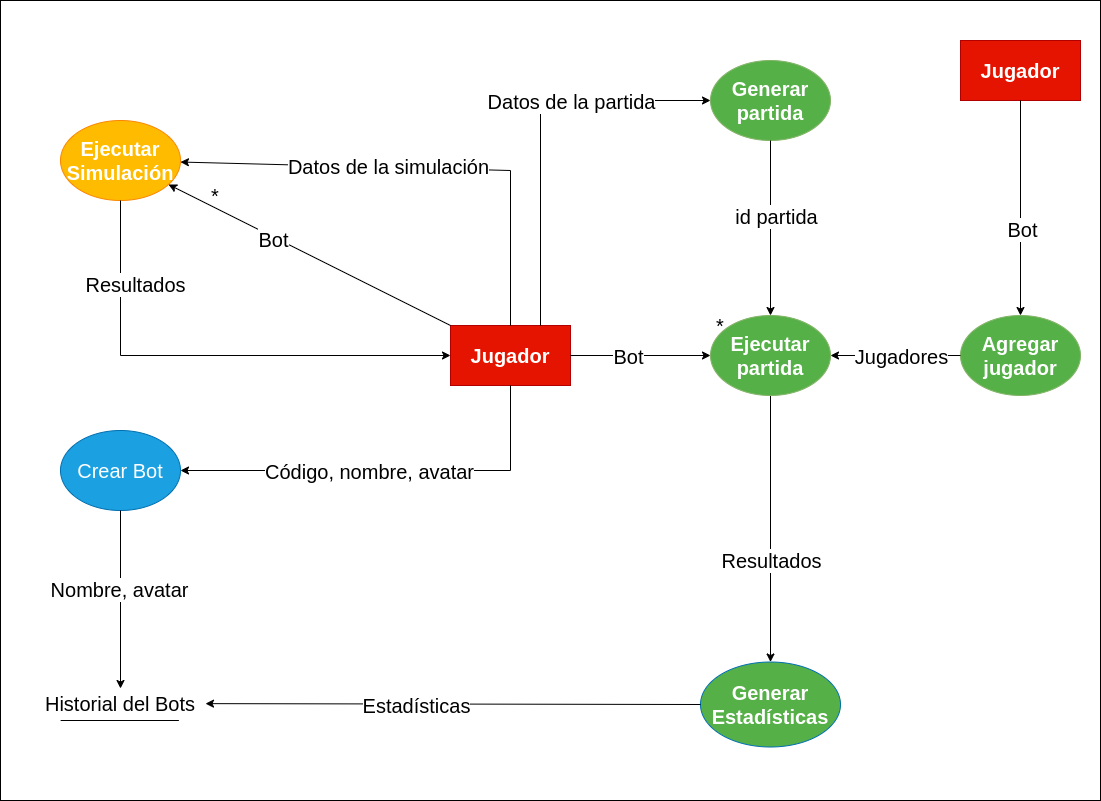 Jugador
Generar
partida
Datos de la partida
Ejecutar
Simulación
Datos de la simulación
*
Bot
id partida
Bot
Resultados
*
Jugador
Bot
Ejecutar
partida
Jugadores
Agregar
jugador
Crear Bot
Código, nombre, avatar
Resultados
Nombre, avatar
Historial del Bots
Estadísticas
Generar
Estadísticas